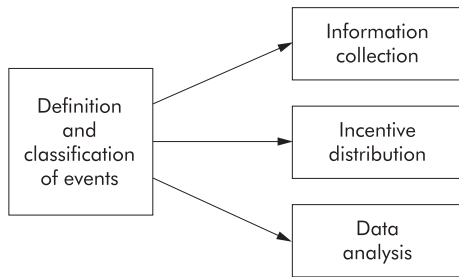 Definition
and
classification
of events
Information
collection
Incentive
distribution
Data
analysis